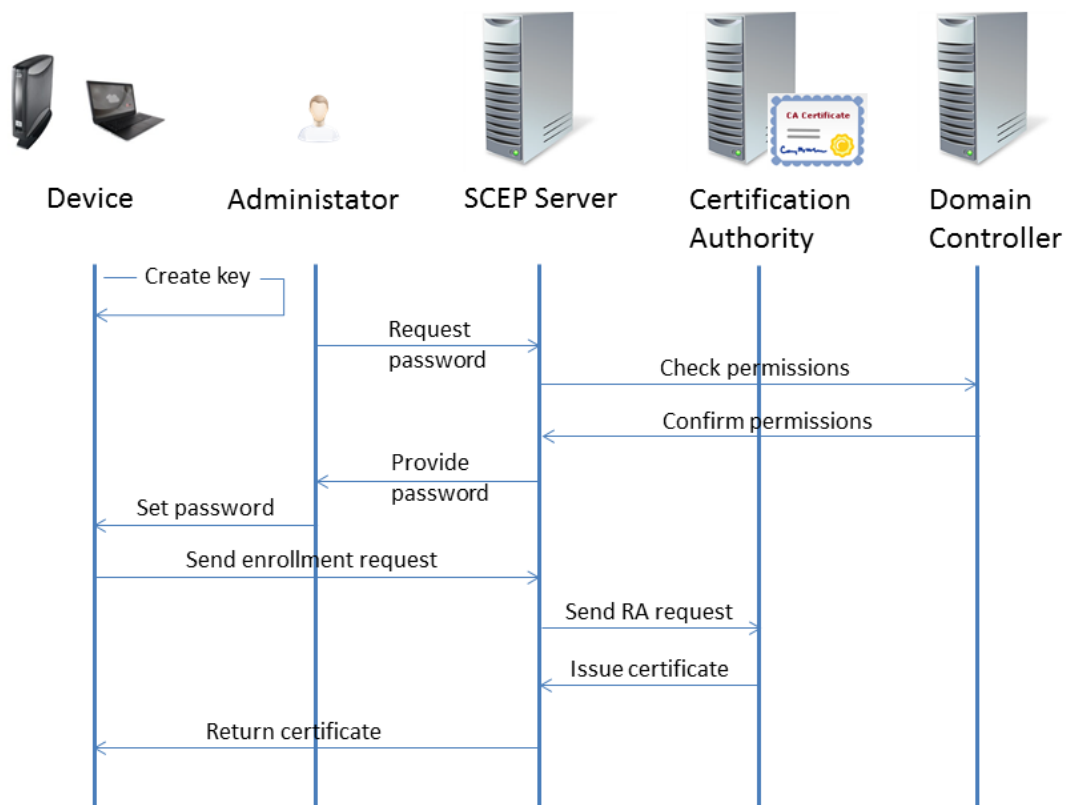 CA Certificate
Device
Administator
SCEP Server
Certification
Authority
Domain
Controller
Create key
Request
password
Check permissions
Confirm permissions
Provide
password
Set password
Send enrollment request
Send RA request
Issue certificate
Return certificate